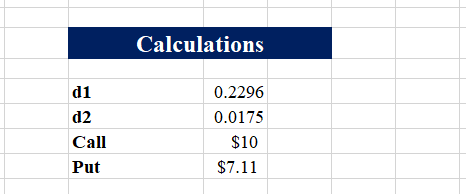 Calculations
d1 0.2296
d2 0.0175
Call $10
Put $7.11